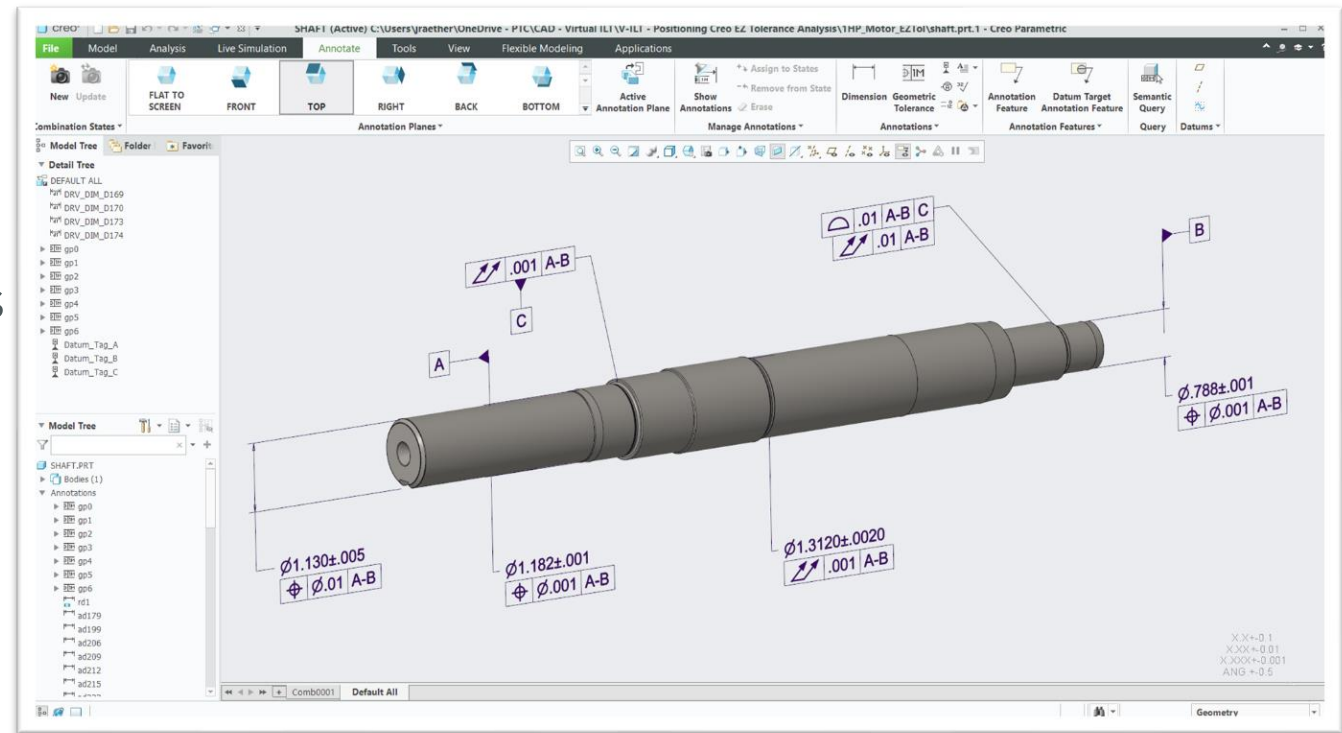 creo
SHAFT (Active) C:\Users\jraether\OneDrive - PTC\CAD - Virtual ILT\V-ILT - Positioning Creo EZ Tolerance Analysis\1HP_Motor_EZTol\shaft.prt.1 - Creo Parametric
File Model Analysis Live Simulation Annotate Tools View Flexible Modeling Applications
New Update FLAT TO SCREEN FRONT TOP RIGHT BACK BOTTOM Active Annotation Plane Show Annotations Assign to States
Remove from State
Erase
Dimension Geometric Tolerance Annotation Feature Datum Target Annotation Feature Semantic Query
Combination States Annotation Planes Manage Annotations Annotations Annotation Features Query Datums
Model Tree Folder Favorit
Detail Tree
DEFAULT ALL
DRV_DIM_D169
DRV_DIM_D170
DRV_DIM_D173
DRV_DIM_D174
gp0
gp1
gp2
gp3
gp4
gp5
gp6
Datum_Tag_A
Datum_Tag_B
Datum_Tag_C
Model Tree
SHAFT.PRT
Bodies (1)
Annotations
gp0
gp1
gp2
gp3
gp4
gp5
gp6
rd1
ad179
ad199
ad206
ad209
ad212
ad215
.01 A-B C
.01 A-B
B
.001 A-B
C
A
Ø.788±.001
Ø.001 A-B
Ø1.130±.005
Ø.01 A-B
Ø1.182±.001
Ø.001 A-B
Ø1.3120±.0020
.001 A-B
X.X+-0.1
X.XX+-0.01
X.XXX+-0.001
ANG.+-0.5
Comb0001 Default All
Geometry